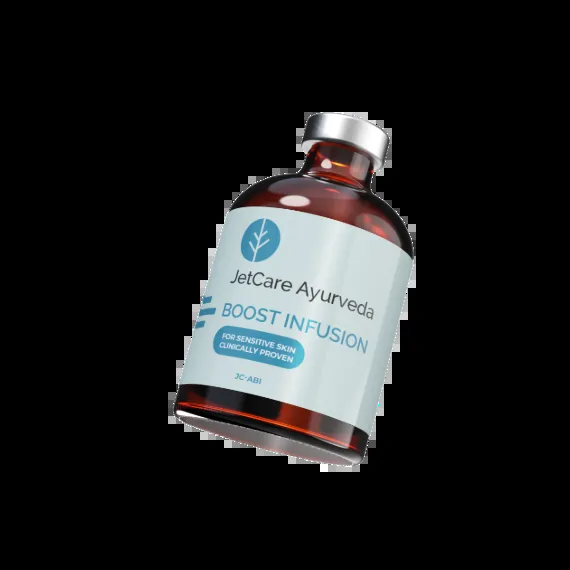 JetCare Ayurveda
BOOST INFUSION
FOR SENSITIVE SKIN
CLINICALLY PROVEN
JC-ABI